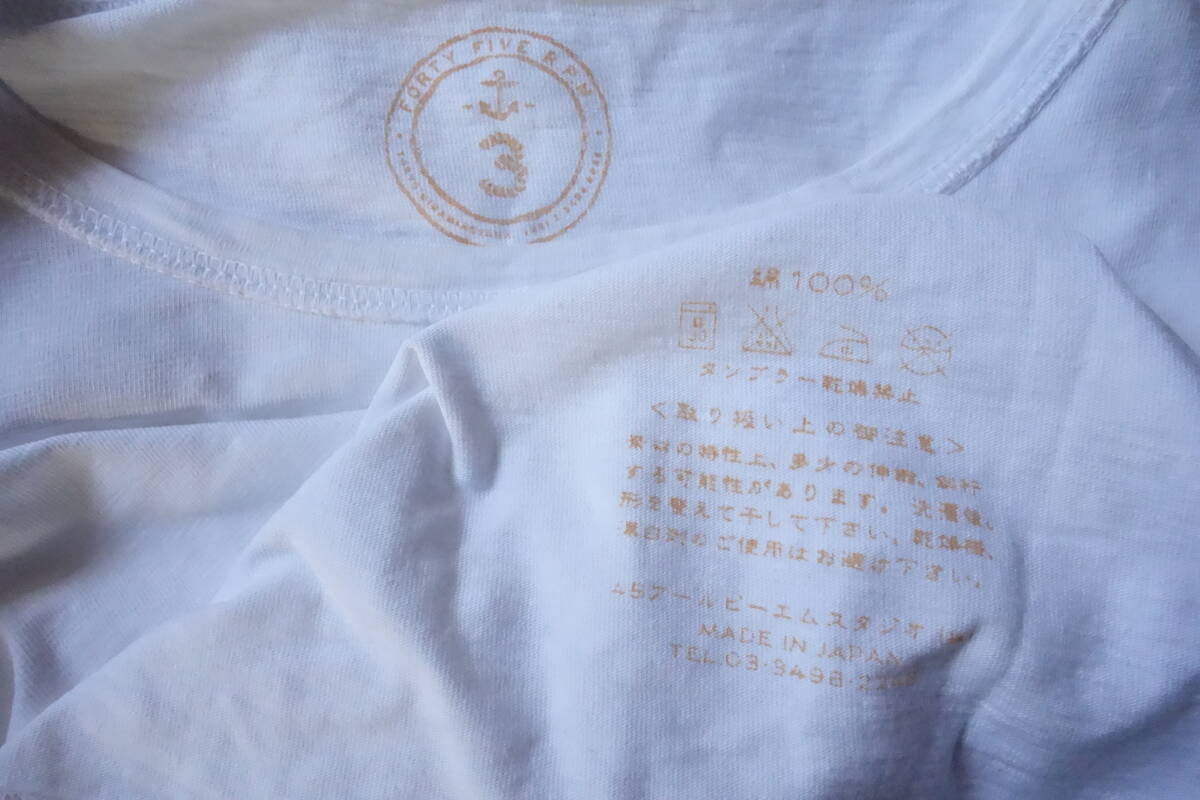 FORTY FIVE R.P.M
3
綿100%
タンブラー乾燥禁止
<取り扱い上の御注意>
の特性上、多少の伸縮、斜行
する可能性があります。洗濯後、
形を整えて干して下さい。乾燥機、
漂白剤のご使用はお避け下さい。
45アールピーエムスタジオ
MADE IN JAPAN
TEL.03-3498-